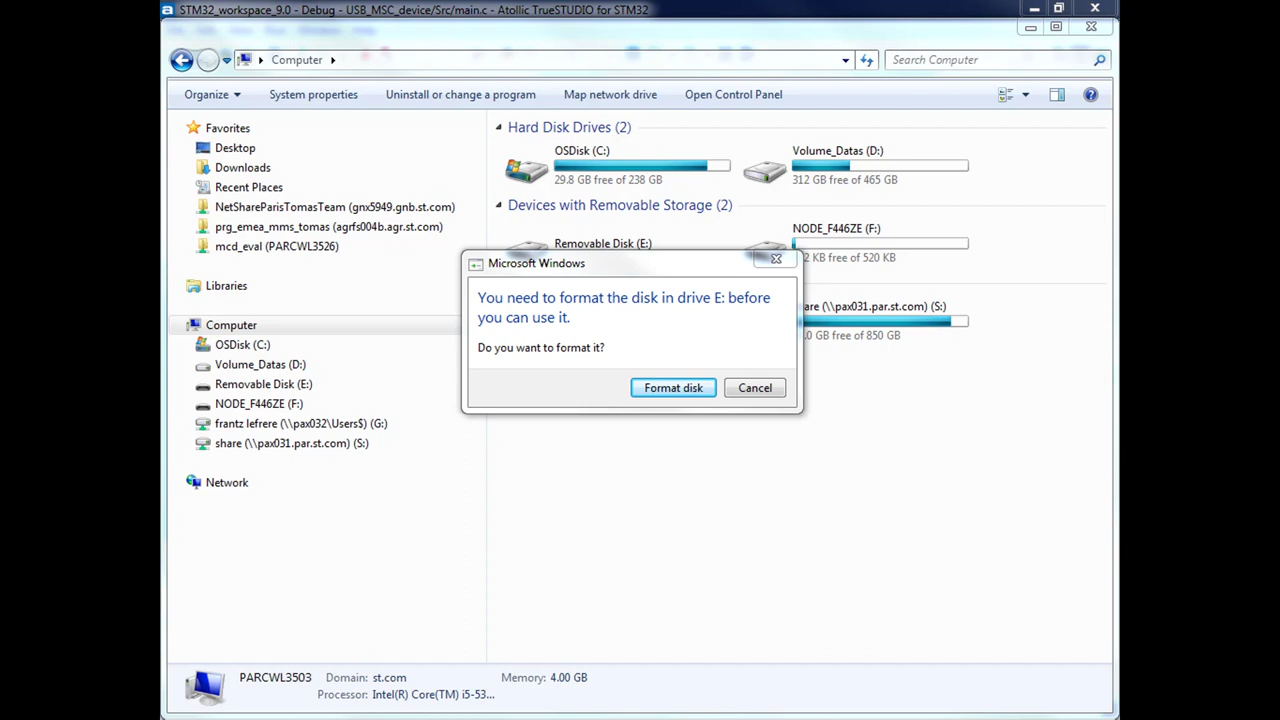 STM32_workspace_9.0 - Debug - USB_MSC_device/Src/main.c - Atollic TrueSTUDIO for STM32
Computer
Search Computer
Organize
System properties
Uninstall or change a program
Map network drive
Open Control Panel
Favorites
Desktop
Downloads
Recent Places
NetShareParisTomasTeam (gnx5949.gnb.st.com)
prg_emea_mms_tomas (agrfs004b.agr.st.com)
mcd_eval (PARCWL3526)
Libraries
Computer
OSDisk (C:)
Volume_Datas (D:)
Removable Disk (E:)
NODE_F446ZE (F:)
frantz lefrere (\\pax032\Users$) (G:)
share (\\pax031.par.st.com) (S:)
Network
Hard Disk Drives (2)
OSDisk (C:)
29.8 GB free of 238 GB
Volume_Datas (D:)
312 GB free of 465 GB
Devices with Removable Storage (2)
Removable Disk (E:)
NODE_F446ZE (F:)
2 KB free of 520 KB
are (\\pax031.par.st.com) (S:)
.0 GB free of 850 GB
Microsoft Windows
You need to format the disk in drive E: before
you can use it.
Do you want to format it?
Format disk
Cancel
PARCWL3503
Domain: st.com
Memory: 4.00 GB
Processor: Intel(R) Core(TM) i5-53...